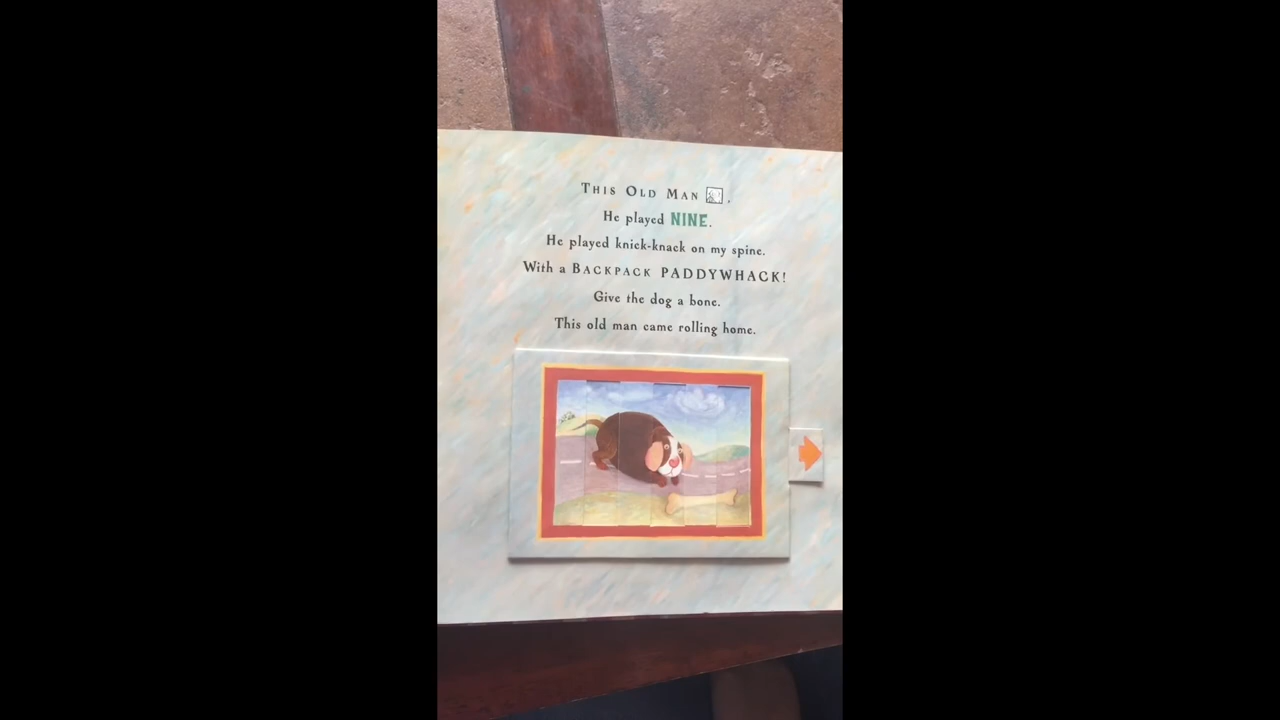 THIS OLD MAN ,
He played NINE.
He played knick-knack on my spine.
With a BACKPACK PADDYWHACK!
Give the dog a bone.
This old man came rolling home.